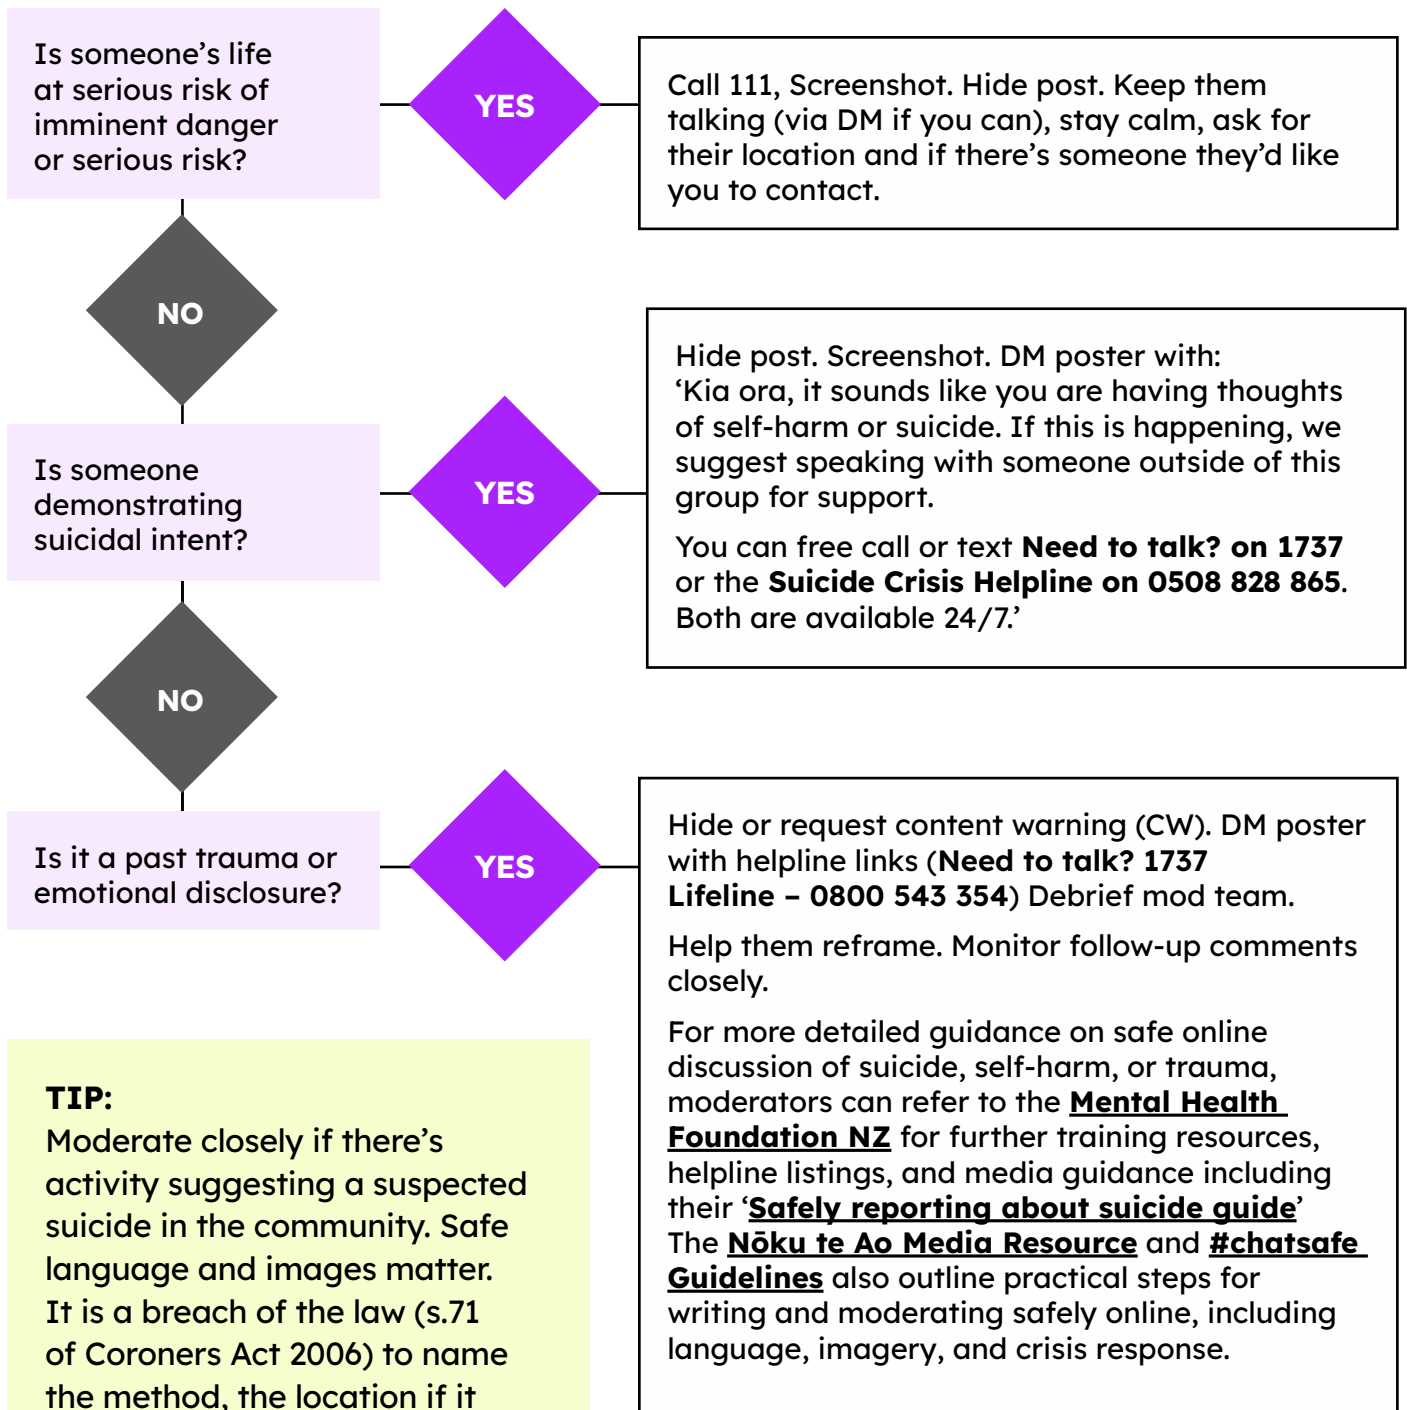 Is someone’s life
at serious risk of
imminent danger
or serious risk?
YES
Call 111, Screenshot. Hide post. Keep them
talking (via DM if you can), stay calm, ask for
their location and if there’s someone they’d like
you to contact.
NO
Is someone
demonstrating
suicidal intent?
YES
Hide post. Screenshot. DM poster with:
‘Kia ora, it sounds like you are having thoughts
of self-harm or suicide. If this is happening, we
suggest speaking with someone outside of this
group for support.
You can free call or text Need to talk? on 1737
or the Suicide Crisis Helpline on 0508 828 865.
Both are available 24/7.’
NO
Is it a past trauma or
emotional disclosure?
YES
Hide or request content warning (CW). DM poster
with helpline links (Need to talk? 1737
Lifeline – 0800 543 354) Debrief mod team.
Help them reframe. Monitor follow-up comments
closely.
For more detailed guidance on safe online
discussion of suicide, self-harm, or trauma,
moderators can refer to the Mental Health
Foundation NZ for further training resources,
helpline listings, and media guidance including
their ‘Safely reporting about suicide guide’
The Nōku te Ao Media Resource and #chatsafe
Guidelines also outline practical steps for
writing and moderating safely online, including
language, imagery, and crisis response.
TIP:
Moderate closely if there’s
activity suggesting a suspected
suicide in the community. Safe
language and images matter.
It is a breach of the law (s.71
of Coroners Act 2006) to name
the method, the location if it